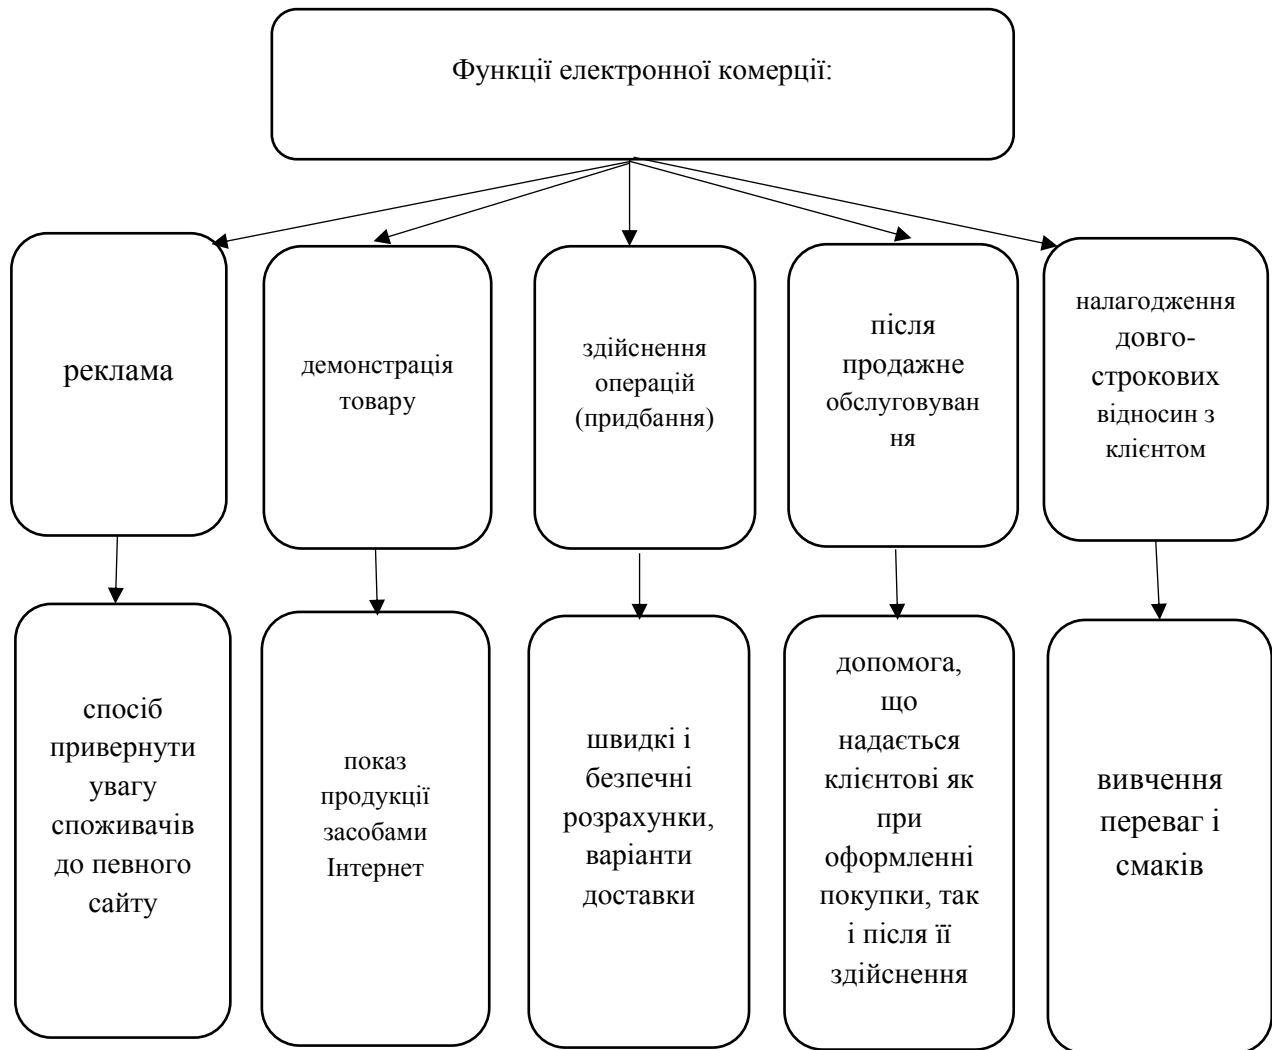 Функції електронної комерції:
реклама
демонстрація
товару
здійснення
операцій
(придбання)
після
продажне
обслуговуван
ня
налагодження
довго-
строкових
відносин з
клієнтом
спосіб
привернути
увагу
споживачів
до певного
сайту
показ
продукції
засобами
Інтернет
швидкі і
безпечні
розрахунки,
варіанти
доставки
допомога,
що
надається
клієнтові як
при
оформленні
покупки, так
і після її
здійснення
вивчення
переваг і
смаків